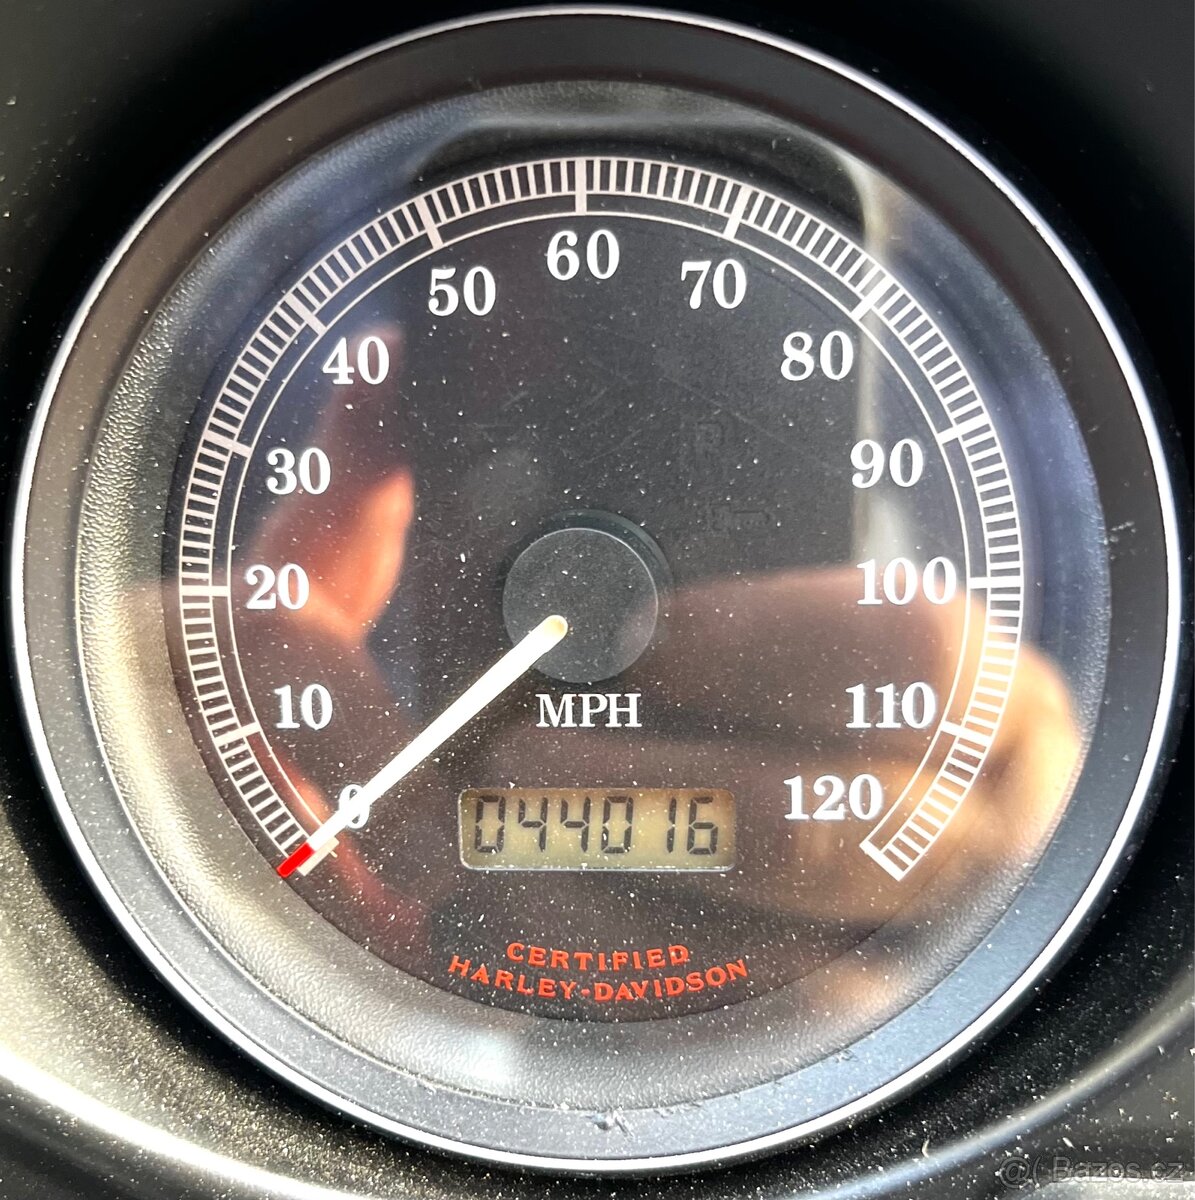 60
50 70
40 80
30 90
20 100
10 MPH 110
0 044016 120
CERTIFIED
HARLEY-DAVIDSON
@( Bazos.cz